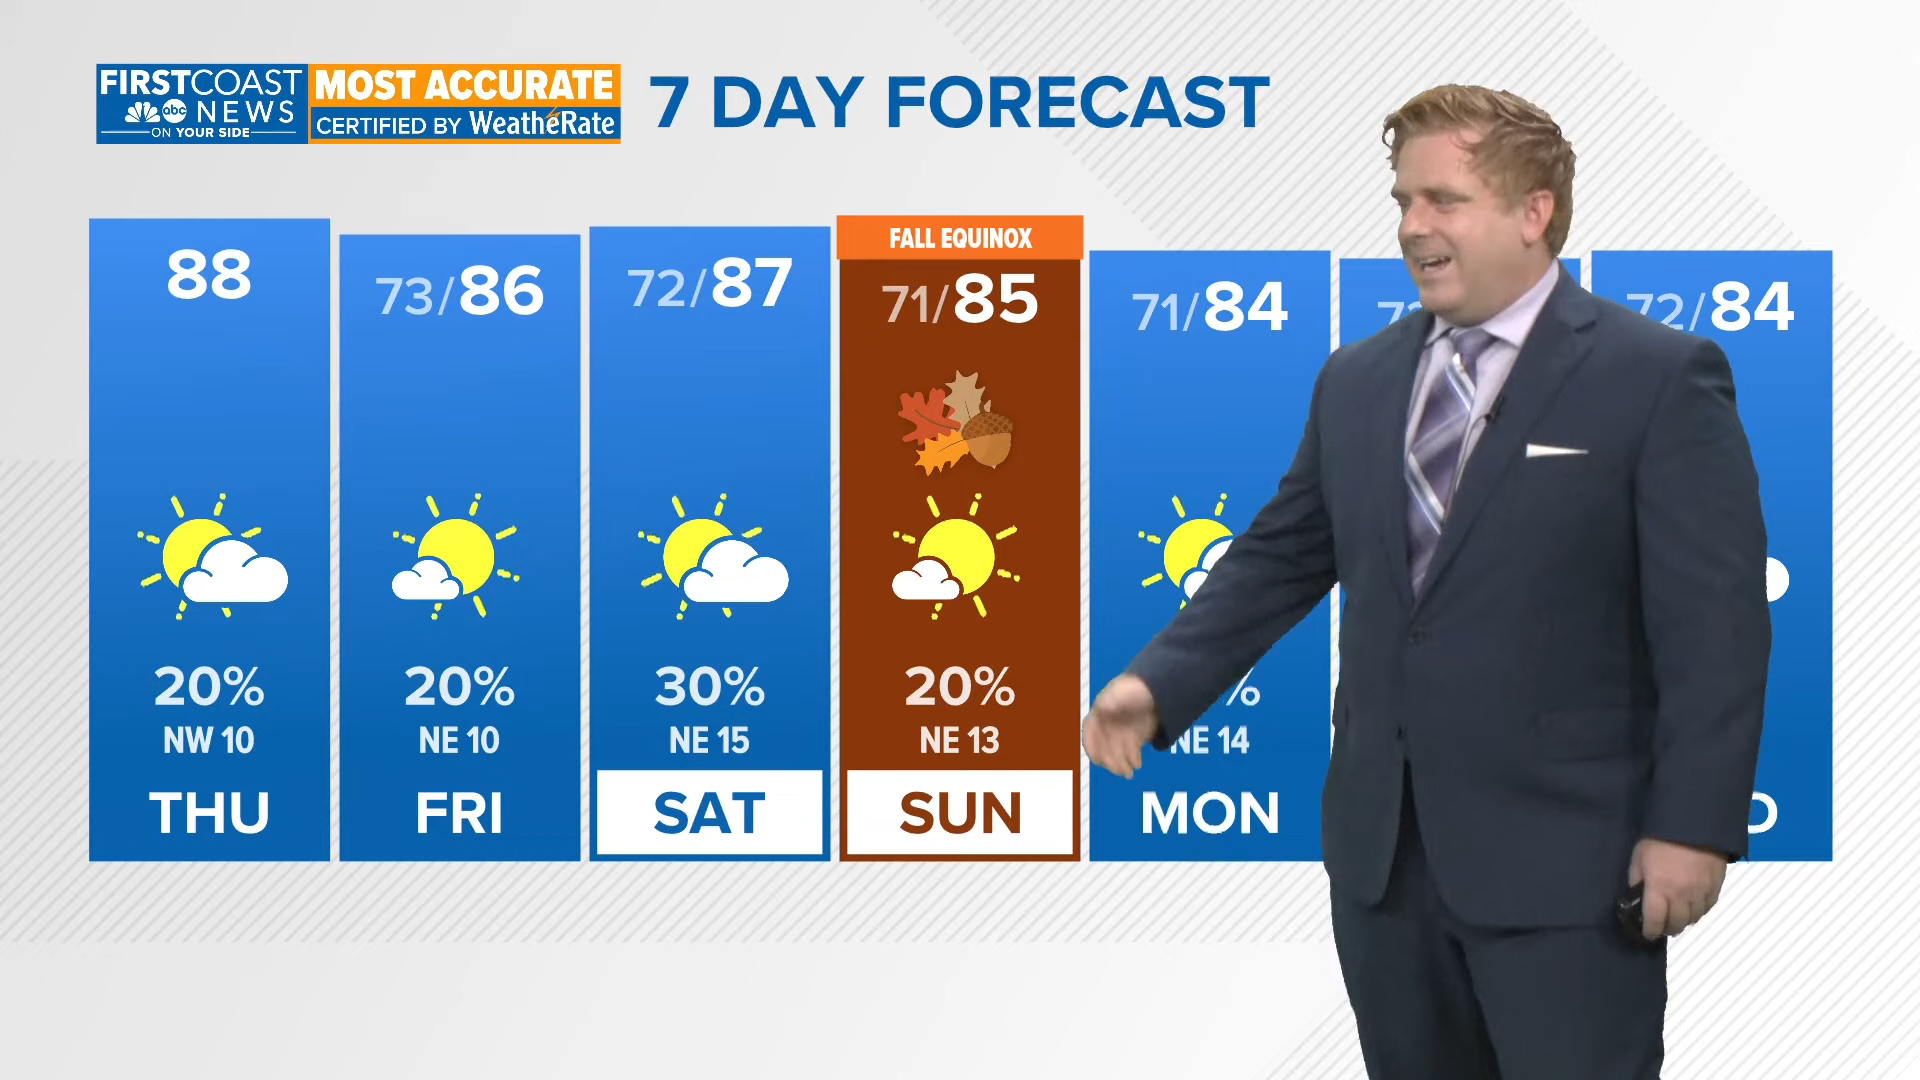 FIRSTCOAST
abc NEWS
ON YOUR SIDE
MOST ACCURATE
CERTIFIED BY WeatheRate
7 DAY FORECAST
88
20%
NW 10
THU
73/86
20%
NE 10
FRI
72/87
30%
NE 15
SAT
FALL EQUINOX
71/85
20%
NE 13
SUN
71/84
%
NE 14
MON
72/84